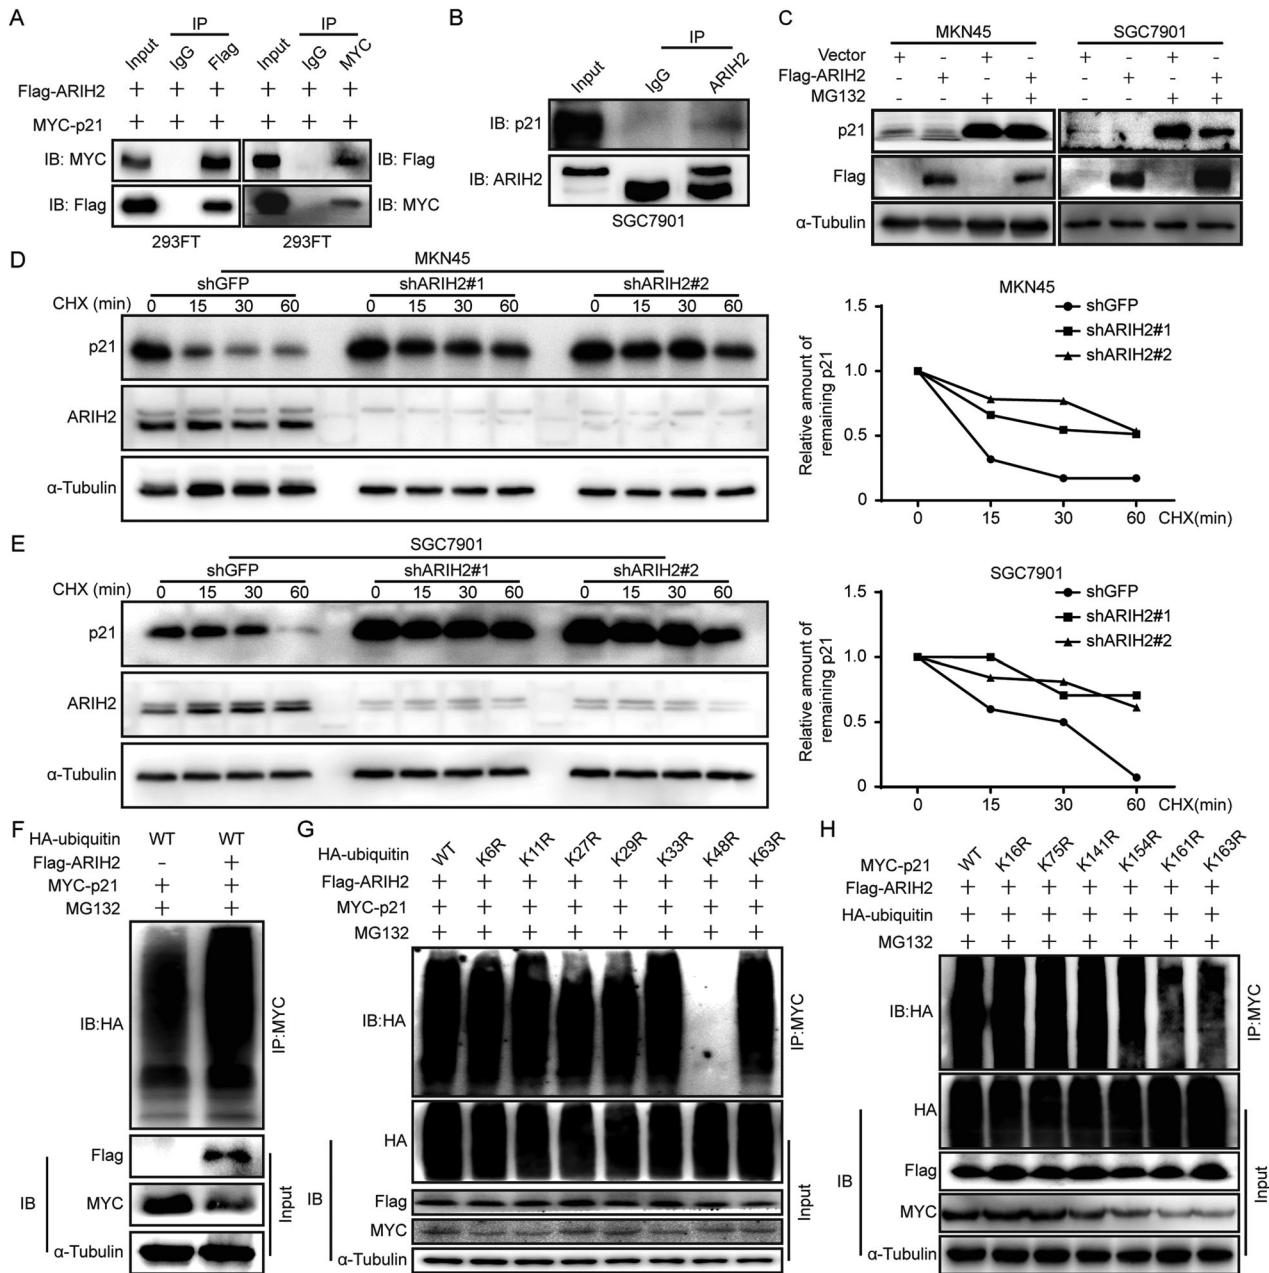 A
IP
IP
Input IgG Flag Input IgG MYC
Flag-ARIH2 + + + + + +
MYC-p21 + + + + + +
IB: MYC IB: Flag
IB: Flag IB: MYC
293FT 293FT
B
IP
Input IgG ARIH2
IB: p21
IB: ARIH2
SGC7901
C
MKN45 SGC7901
Vector + - + - + - + -
Flag-ARIH2 - + - + - + - +
MG132 - - + + - - + +
p21
Flag
α-Tubulin
D
MKN45
shGFP shARIH2#1 shARIH2#2
CHX (min) 0 15 30 60 0 15 30 60 0 15 30 60
p21
ARIH2
α-Tubulin
MKN45
shGFP
shARIH2#1
shARIH2#2
Relative amount of
remaining p21
1.5
1.0
0.5
0
0 15 30 60 CHX(min)
E
SGC7901
shGFP shARIH2#1 shARIH2#2
CHX (min) 0 15 30 60 0 15 30 60 0 15 30 60
p21
ARIH2
α-Tubulin
SGC7901
shGFP
shARIH2#1
shARIH2#2
Relative amount of
remaining p21
1.5
1.0
0.5
0
0 15 30 60 CHX(min)
F
HA-ubiquitin WT WT
Flag-ARIH2 - +
MYC-p21 + +
MG132 + +
IB:HA
IP:MYC
Flag
MYC
α-Tubulin
IB
Input
G
HA-ubiquitin WT K6R K11R K27R K29R K33R K48R K63R
Flag-ARIH2 + + + + + + + +
MYC-p21 + + + + + + + +
MG132 + + + + + + + +
IB:HA
IP:MYC
HA
Flag
MYC
α-Tubulin
IB
Input
H
MYC-p21 WT K16R K75R K141R K154R K161R K163R
Flag-ARIH2 + + + + + + +
HA-ubiquitin + + + + + + +
MG132 + + + + + + +
IB:HA
IP:MYC
HA
Flag
MYC
α-Tubulin
IB
Input